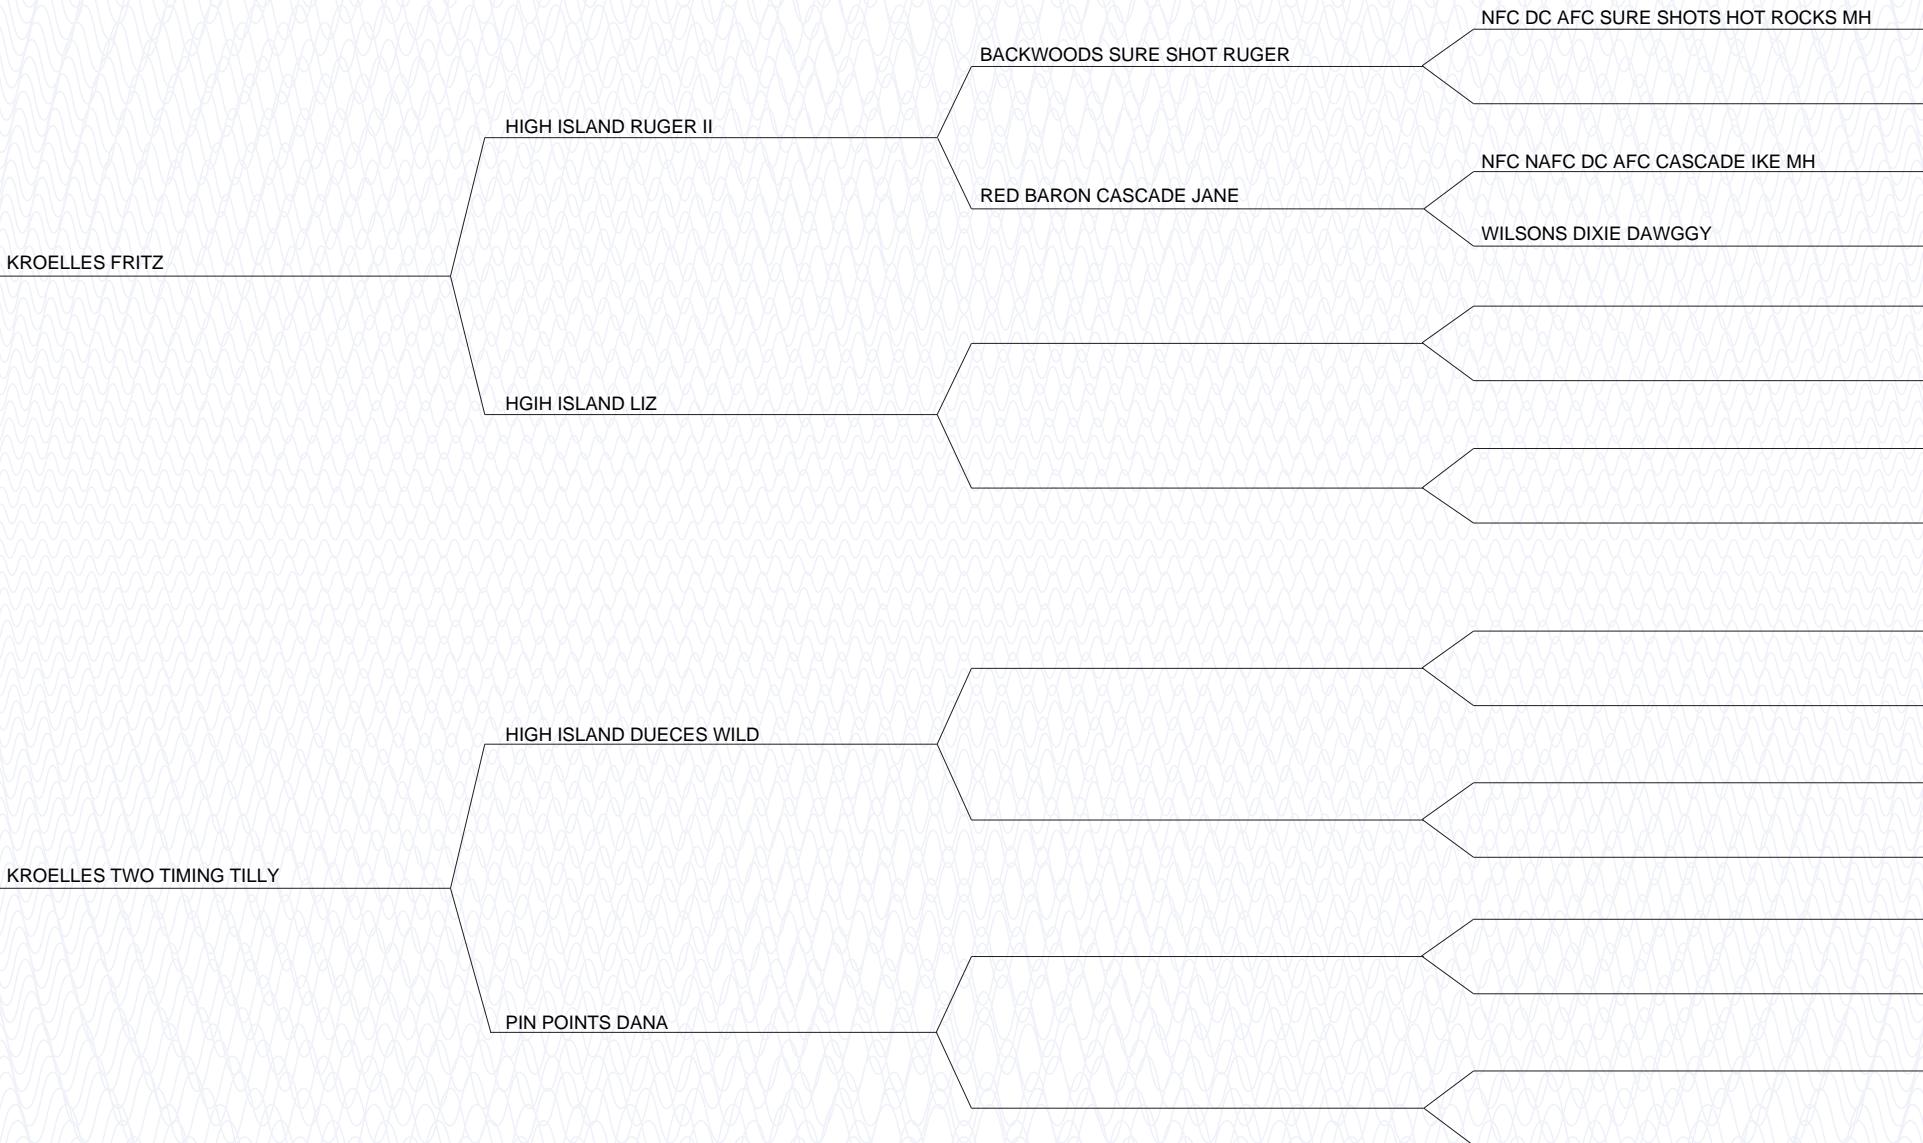 NFC DC AFC SURE SHOTS HOT ROCKS MH
BACKWOODS SURE SHOT RUGER
HIGH ISLAND RUGER II
NFC NAFC DC AFC CASCADE IKE MH
RED BARON CASCADE JANE
WILSONS DIXIE DAWGGY
KROELLES FRITZ
HGIH ISLAND LIZ
HIGH ISLAND DUECES WILD
KROELLES TWO TIMING TILLY
PIN POINTS DANA